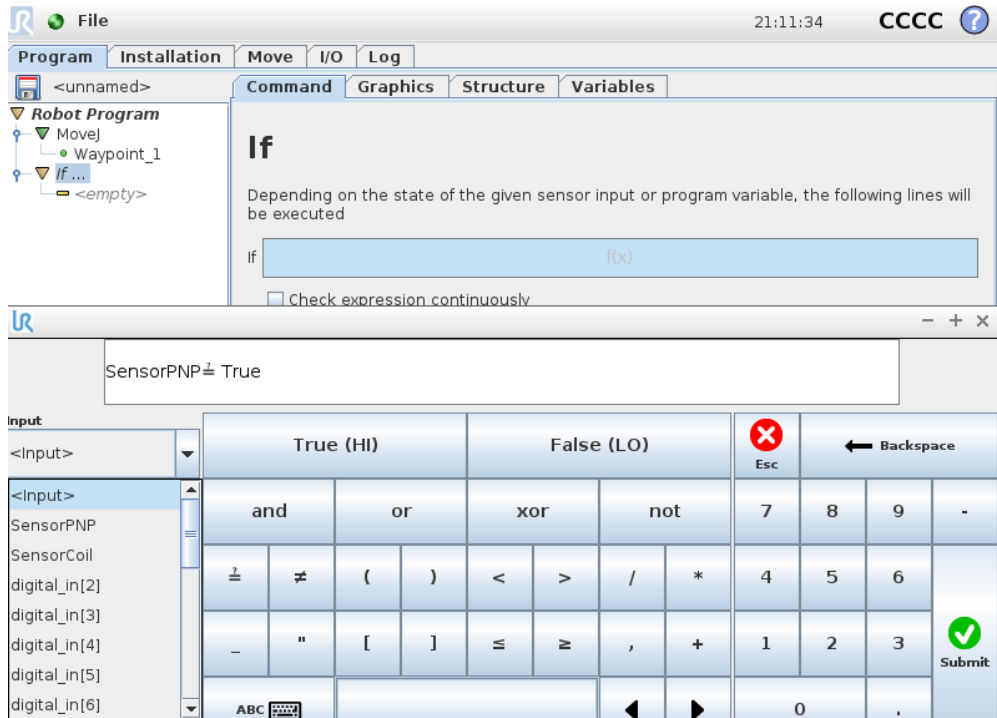 UR File 21:11:34 CCCC ?
Program Installation Move I/O Log
<unnamed> Command Graphics Structure Variables
Robot Program
MoveJ
Waypoint_1
If ...
<empty>
If
Depending on the state of the given sensor input or program variable, the following lines will
be executed
If f(x)
Check expression continuously
UR
SensorPNP≟ True
Input
<Input> True (HI) False (LO) Esc Backspace
<Input> and or xor not 7 8 9 -
SensorPNP
SensorCoil
digital_in[2] ≟ ≠ ( ) < > / * 4 5 6
digital_in[3]
digital_in[4] _ " [ ] ≤ ≥ , + 1 2 3 Submit
digital_in[5]
digital_in[6] ABC 0 .